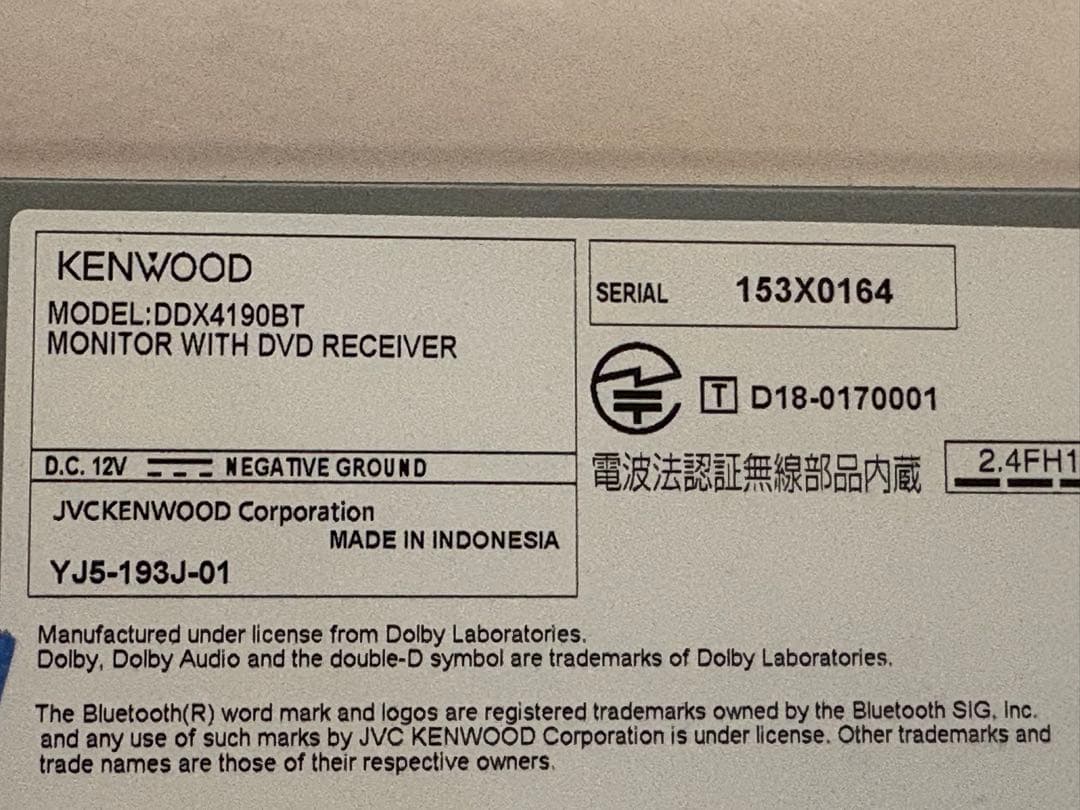 KENWOOD
MODEL:DDX4190BT
MONITOR WITH DVD RECEIVER
D.C. 12V NEGATIVE GROUND
JVCKENWOOD Corporation
MADE IN INDONESIA
YJ5-193J-01
SERIAL 153X0164
T D18-0170001
電波法認証無線部品内蔵 2.4FH1
Manufactured under license from Dolby Laboratories.
Dolby, Dolby Audio and the double-D symbol are trademarks of Dolby Laboratories.
The Bluetooth(R) word mark and logos are registered trademarks owned by the Bluetooth SIG, Inc.
and any use of such marks by JVC KENWOOD Corporation is under license. Other trademarks and
trade names are those of their respective owners.